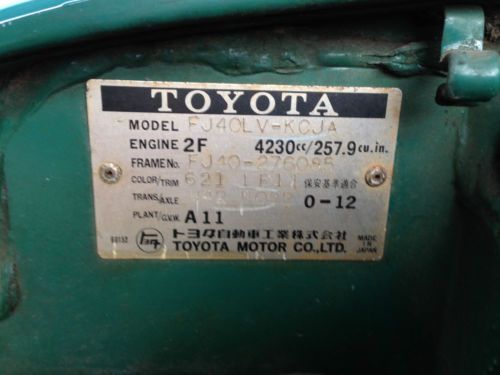 TOYOTA
MODEL FJ40LV-KCJA
ENGINE 2F 4230cc/257.9cu.in.
FRAME No. FJ40-276085
COLOR/TRIM 621 LF11 保安基準適合
TRANS/AXLE 0-12
PLANT/G.V.W. A11
トヨタ自動車工業株式会社
TOYOTA MOTOR CO.,LTD.
MADE IN JAPAN